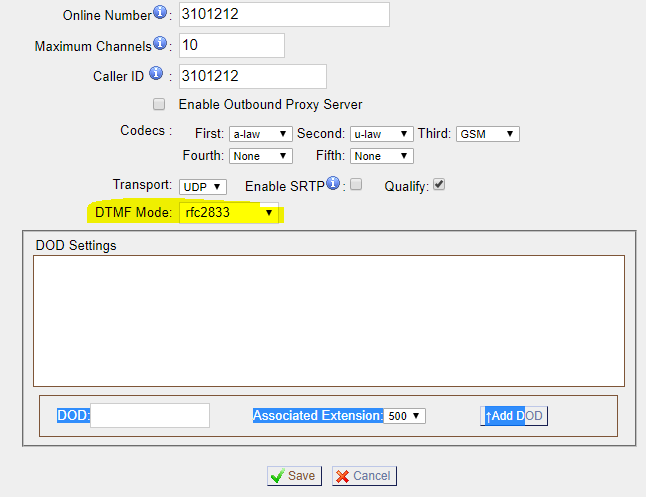 Online Number i : 3101212
Maximum Channels i : 10
Caller ID i : 3101212
Enable Outbound Proxy Server
Codecs : First: a-law Second: u-law Third: GSM
Fourth: None Fifth: None
Transport: UDP Enable SRTP i : Qualify:
DTMF Mode: rfc2833
DOD Settings
DOD: Associated Extension: 500 ↑Add DOD
Save Cancel